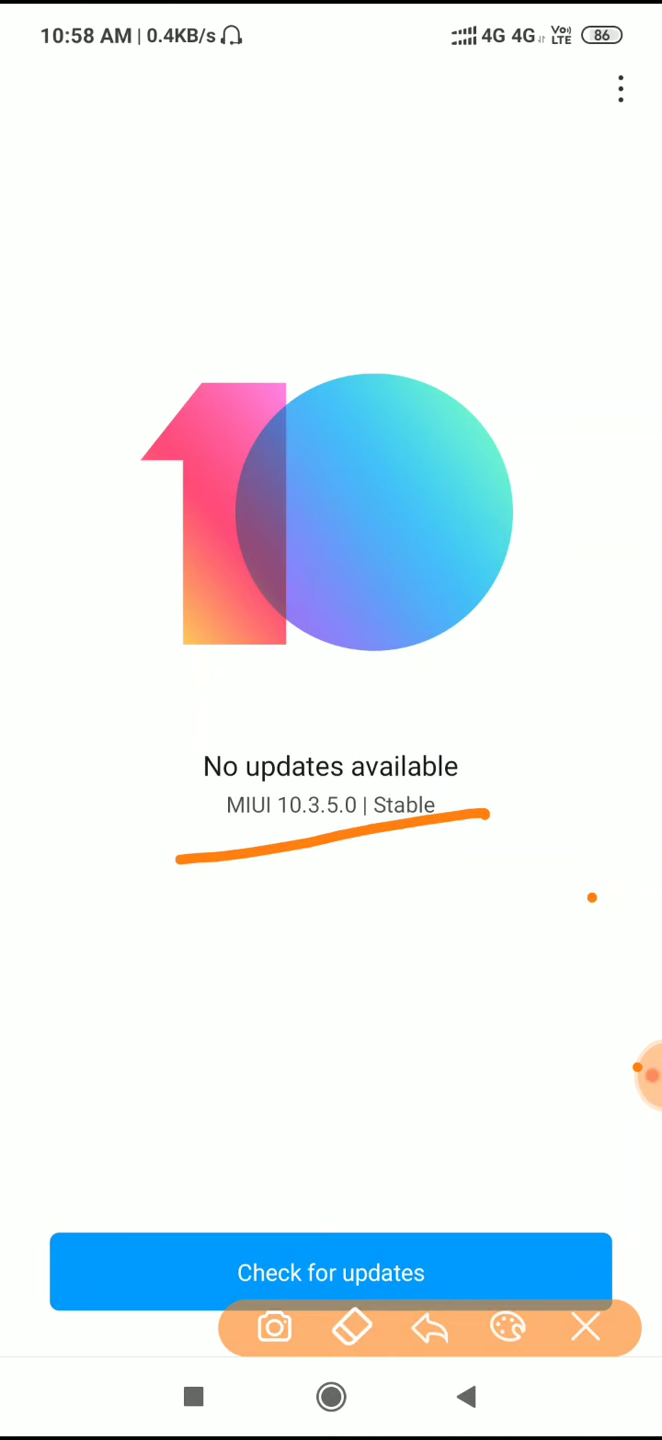 10:58 AM | 0.4KB/s 4G 4G Vo)) LTE 86
10
No updates available
MIUI 10.3.5.0 | Stable
Check for updates